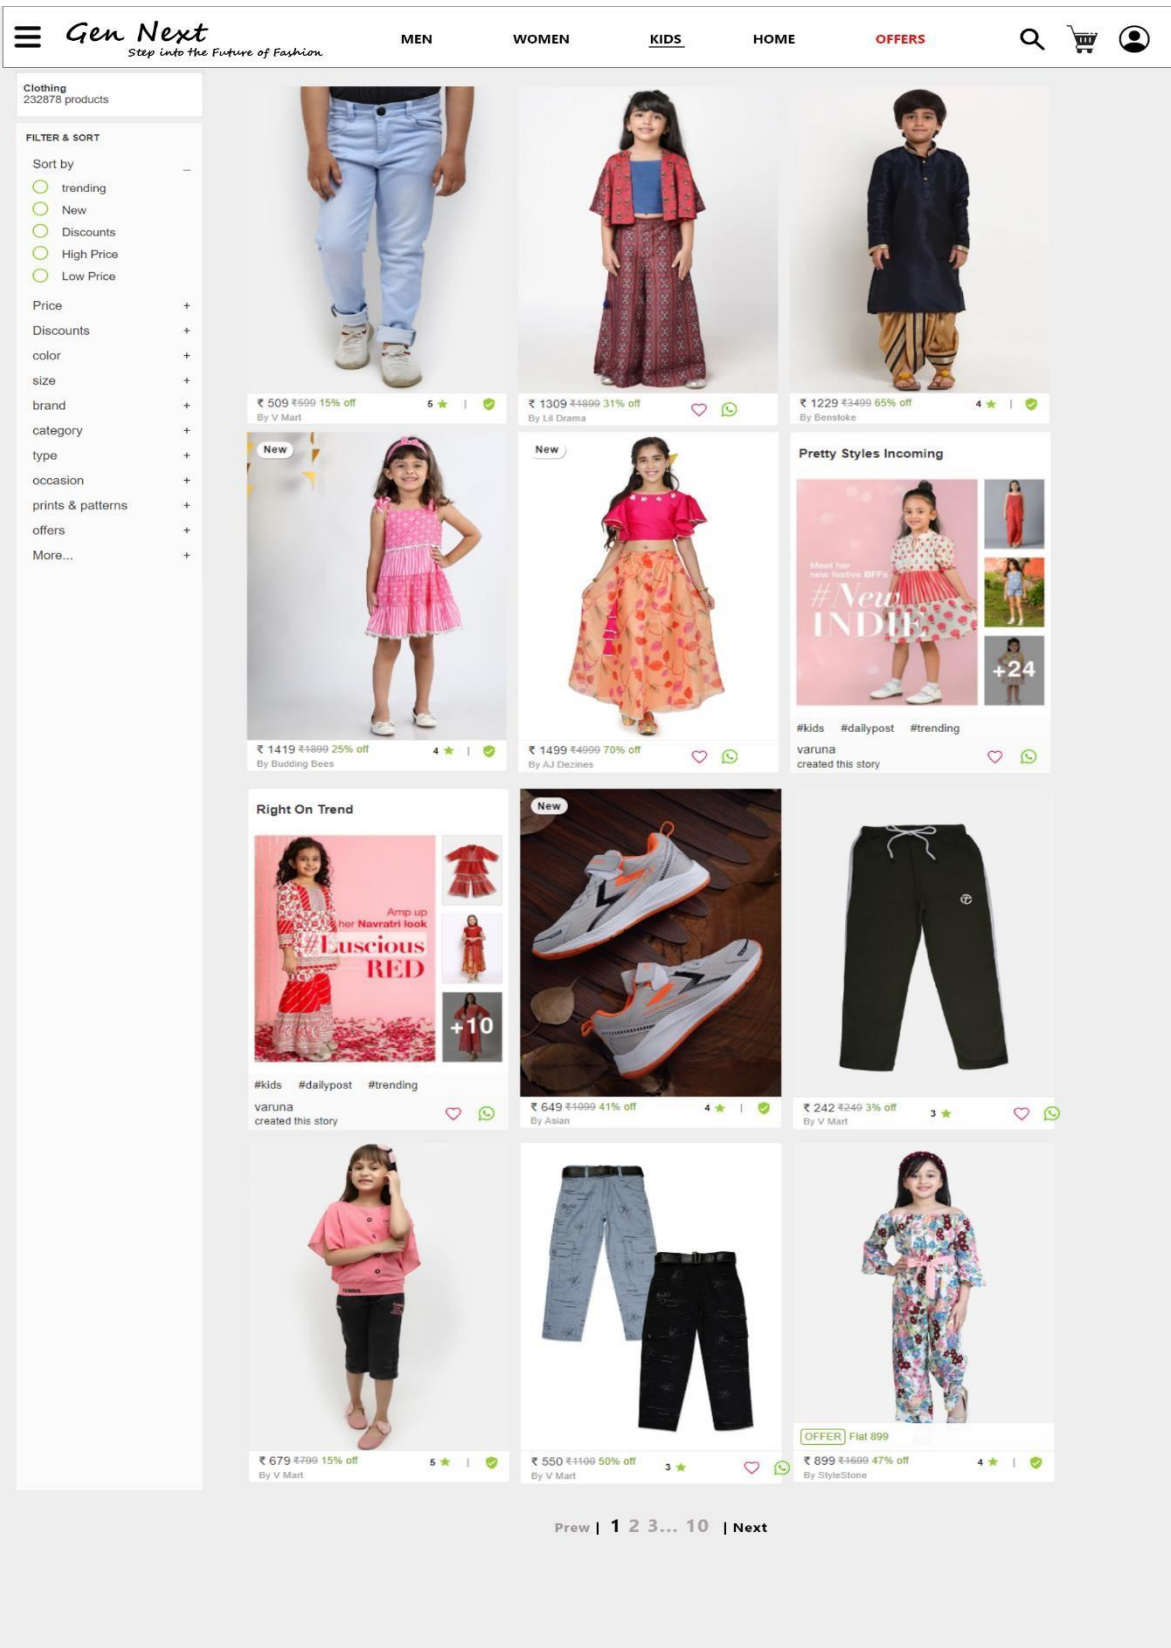 Gen Next
Step into the Future of Fashion
MEN WOMEN KIDS HOME OFFERS
Clothing
232878 products
FILTER & SORT
Sort by _
trending
New
Discounts
High Price
Low Price
Price +
Discounts +
color +
size +
brand +
category +
type +
occasion +
prints & patterns +
offers +
More... +
₹ 509 ₹599 15% off 5 ★ |
By V Mart
₹ 1309 ₹1899 31% off
By Lil Drama
₹ 1229 ₹3499 65% off 4 ★ |
By Benstoke
New
₹ 1419 ₹1899 25% off 4 ★ |
By Budding Bees
New
₹ 1499 ₹4999 70% off
By AJ Dezines
Pretty Styles Incoming
Meet her
new festive BFFs
#New
INDIE
+24
#kids #dailypost #trending
varuna
created this story
Right On Trend
Amp up
her Navratri look
#Luscious
RED
+10
#kids #dailypost #trending
varuna
created this story
New
₹ 649 ₹1099 41% off 4 ★ |
By Asian
₹ 242 ₹249 3% off 3 ★
By V Mart
₹ 679 ₹799 15% off 5 ★ |
By V Mart
₹ 550 ₹1100 50% off 3 ★
By V Mart
OFFER Flat 899
₹ 899 ₹1699 47% off 4 ★ |
By StyleStone
Prew | 1 2 3... 10 | Next